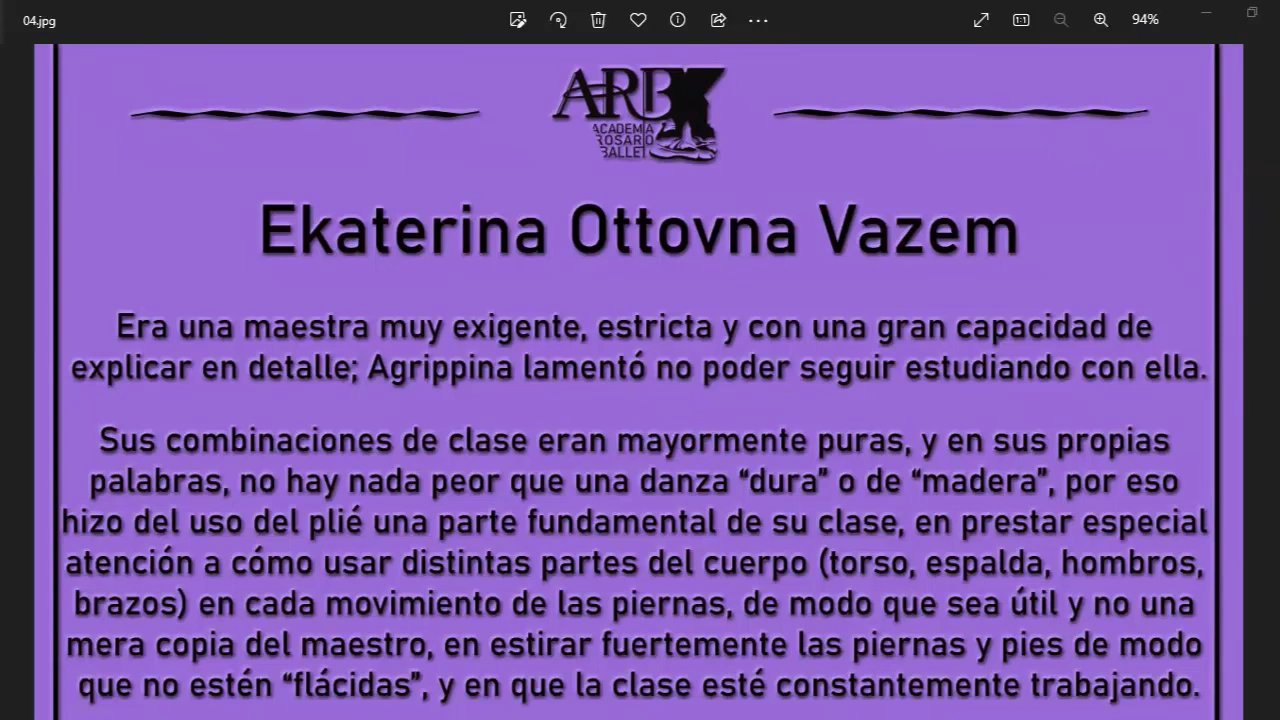 04.jpg
1:1
94%
ARB
ACADEMIA
ROSARIO
BALLET
Ekaterina Ottovna Vazem
Era una maestra muy exigente, estricta y con una gran capacidad de
explicar en detalle; Agrippina lamentó no poder seguir estudiando con ella.
Sus combinaciones de clase eran mayormente puras, y en sus propias
palabras, no hay nada peor que una danza “dura” o de “madera”, por eso
hizo del uso del plié una parte fundamental de su clase, en prestar especial
atención a cómo usar distintas partes del cuerpo (torso, espalda, hombros,
brazos) en cada movimiento de las piernas, de modo que sea útil y no una
mera copia del maestro, en estirar fuertemente las piernas y pies de modo
que no estén “flácidas”, y en que la clase esté constantemente trabajando.